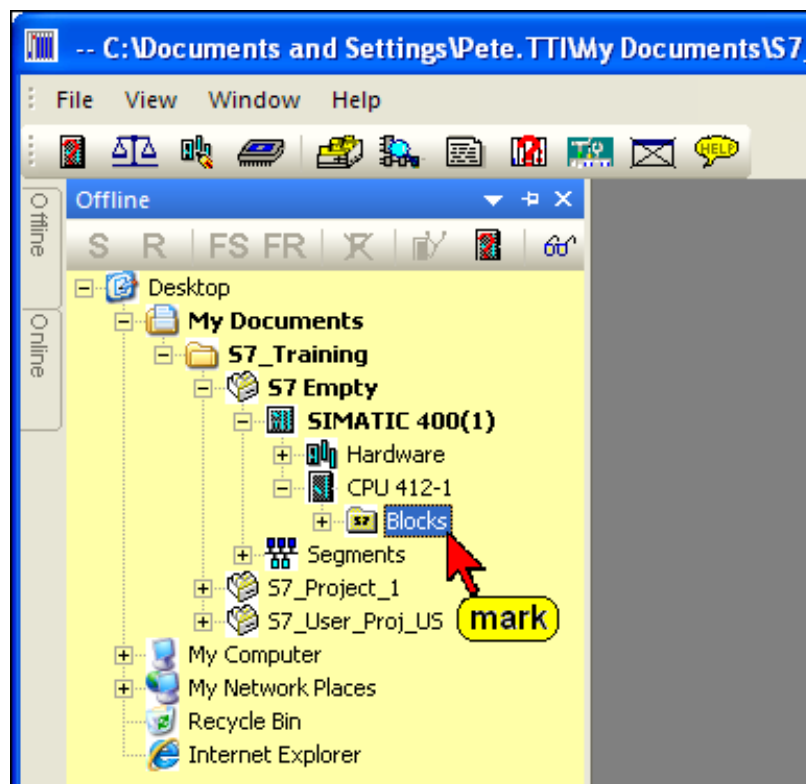 -- C:\Documents and Settings\Pete.TTI\My Documents\S7_
File View Window Help
HELP
Offline
Online
Offline
S R FS FR
Desktop
My Documents
S7_Training
S7 Empty
SIMATIC 400(1)
Hardware
CPU 412-1
S7 Blocks
Segments
S7_Project_1
S7_User_Proj_US
mark
My Computer
My Network Places
Recycle Bin
Internet Explorer